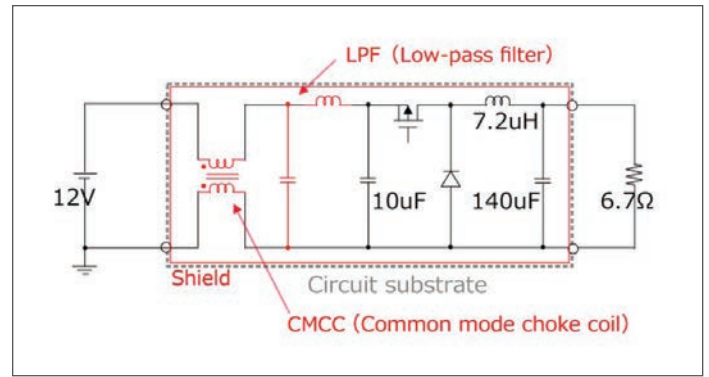 LPF (Low-pass filter)
7.2uH
12V
10uF
140uF
6.7Ω
Shield
Circuit substrate
CMCC (Common mode choke coil)